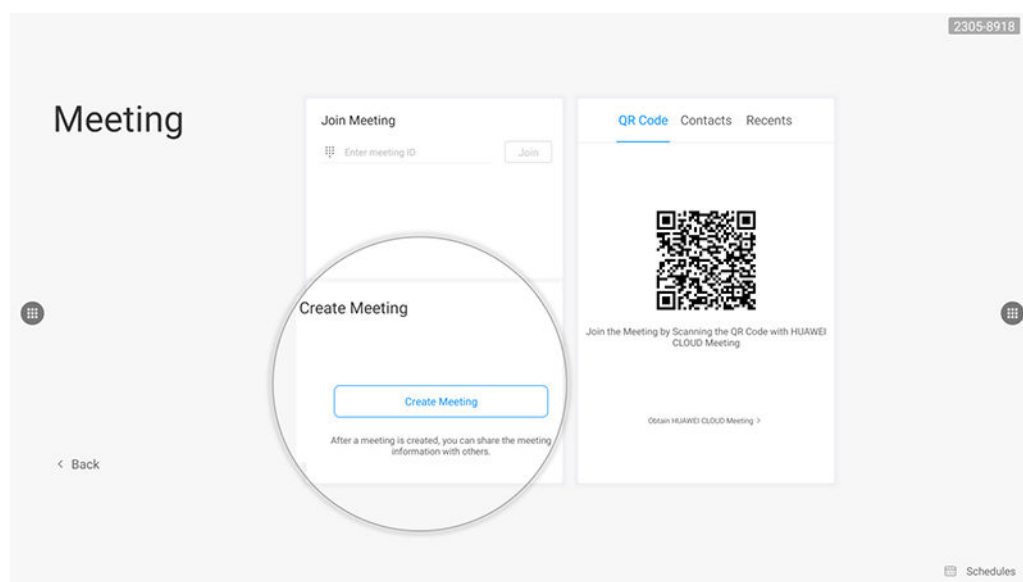 2305-8918
Meeting
Join Meeting
Enter meeting ID
Join
Create Meeting
Create Meeting
After a meeting is created, you can share the meeting
information with others.
QR Code Contacts Recents
Join the Meeting by Scanning the QR Code with HUAWEI
CLOUD Meeting
Obtain HUAWEI CLOUD Meeting >
< Back
Schedules